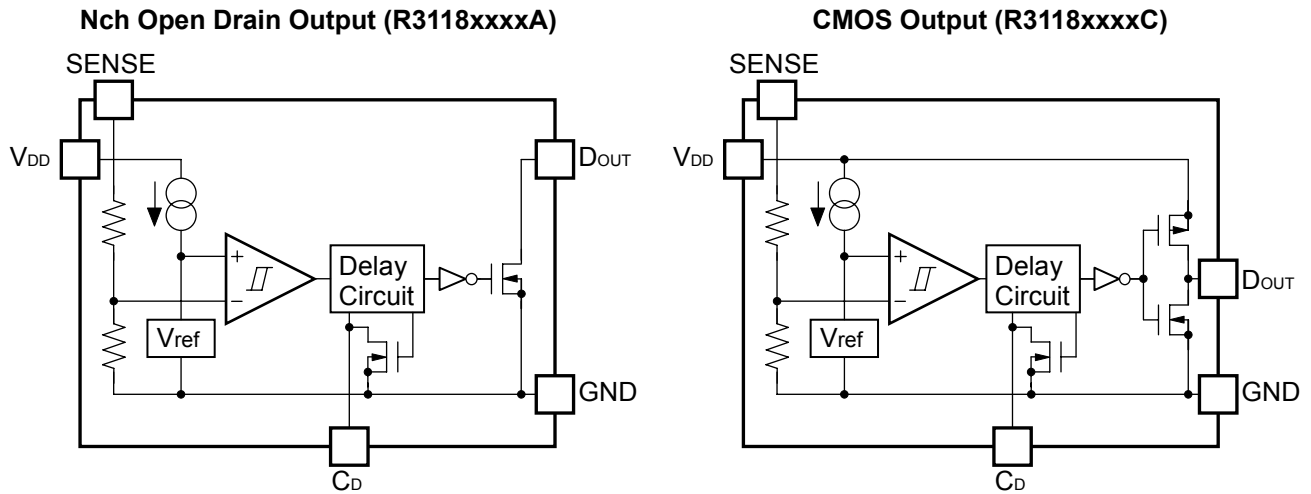 Nch Open Drain Output (R3118xxxxA)
SENSE
VDD
DOUT
+
−
Delay
Circuit
Vref
GND
CD
CMOS Output (R3118xxxxC)
SENSE
VDD
+
−
Delay
Circuit
DOUT
Vref
GND
CD